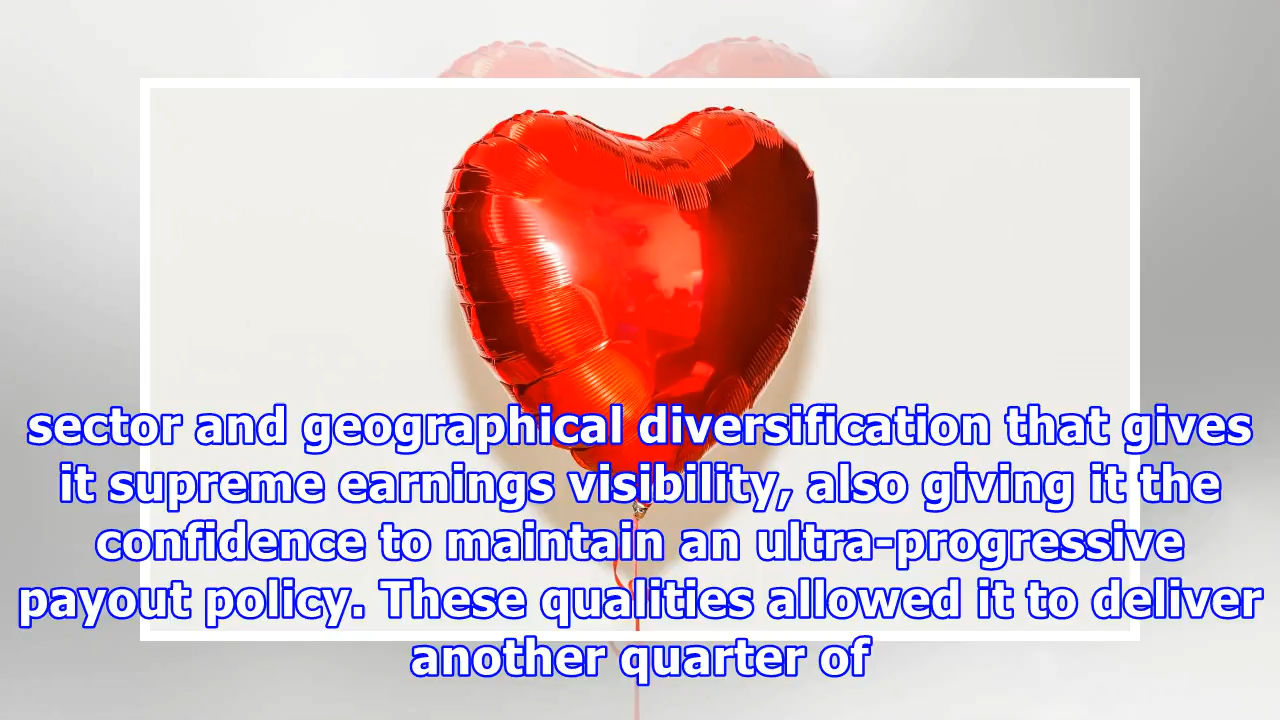 sector and geographical diversification that gives
it supreme earnings visibility, also giving it the
confidence to maintain an ultra-progressive
payout policy. These qualities allowed it to deliver
another quarter of